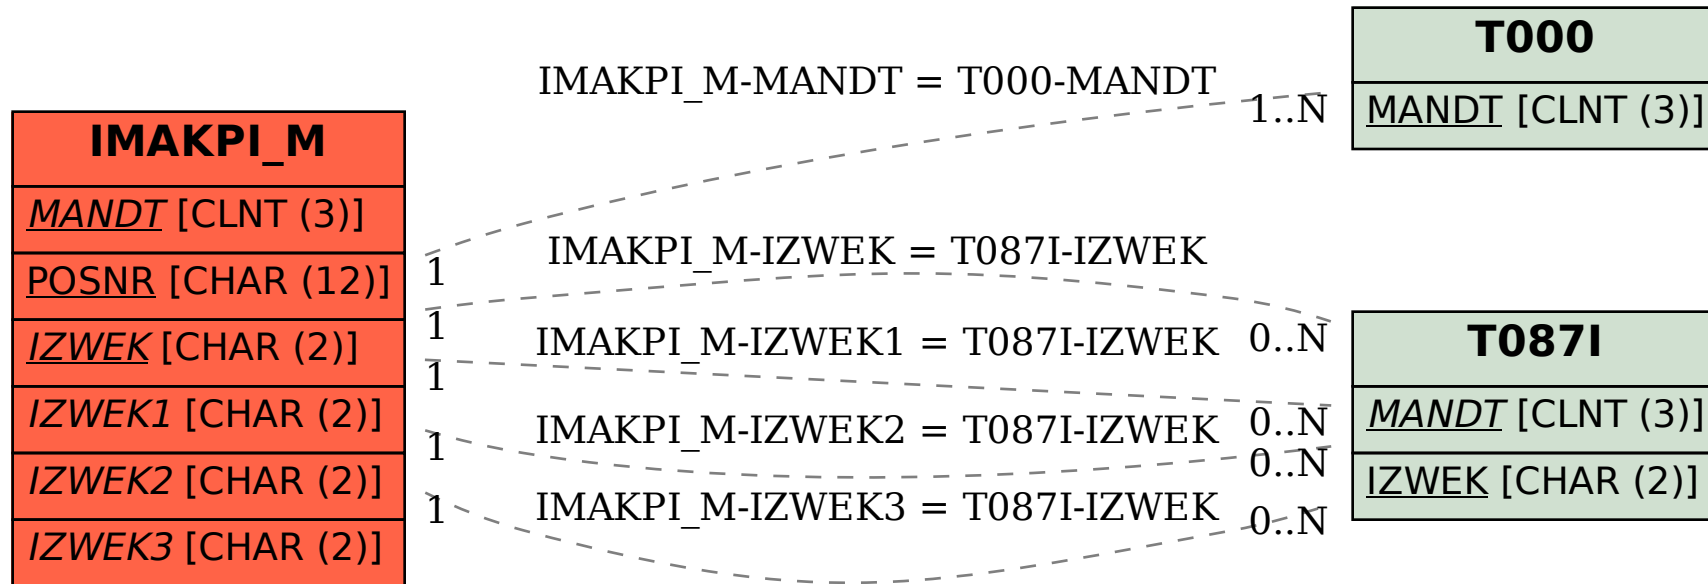 IMAKPI_M
MANDT [CLNT (3)]
POSNR [CHAR (12)]
IZWEK [CHAR (2)]
IZWEK1 [CHAR (2)]
IZWEK2 [CHAR (2)]
IZWEK3 [CHAR (2)]
IMAKPI_M-MANDT = T000-MANDT
1..N
1
IMAKPI_M-IZWEK = T087I-IZWEK
0..N
1
IMAKPI_M-IZWEK1 = T087I-IZWEK
0..N
1
IMAKPI_M-IZWEK2 = T087I-IZWEK
0..N
1
IMAKPI_M-IZWEK3 = T087I-IZWEK
0..N
1
T000
MANDT [CLNT (3)]
T087I
MANDT [CLNT (3)]
IZWEK [CHAR (2)]